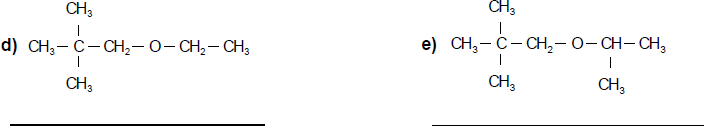 CH₃ CH₃
d) CH₃–C–CH₂–O–CH₂–CH₃ e) CH₃–C–CH₂–O–CH–CH₃
CH₃ CH₃ CH₃